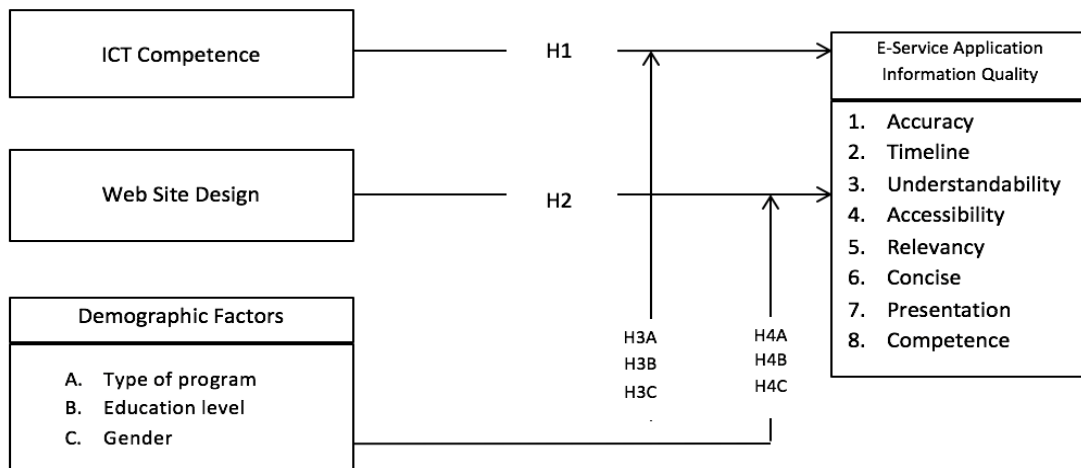 ICT Competence
H1
E-Service Application
Information Quality
1. Accuracy
2. Timeline
3. Understandability
4. Accessibility
5. Relevancy
6. Concise
7. Presentation
8. Competence
Web Site Design
H2
Demographic Factors
A. Type of program
B. Education level
C. Gender
H3A
H3B
H3C
H4A
H4B
H4C